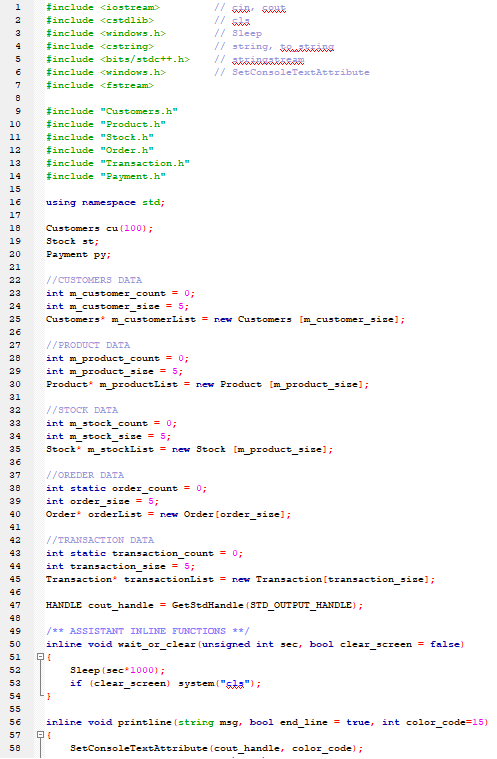 1 #include <iostream> // cin, cout
2 #include <cstdlib> // cls
3 #include <windows.h> // Sleep
4 #include <cstring> // string, to_string
5 #include <bits/stdc++.h> // stringstream
6 #include <windows.h> // SetConsoleTextAttribute
7 #include <fstream>
8
9 #include "Customers.h"
10 #include "Product.h"
11 #include "Stock.h"
12 #include "Order.h"
13 #include "Transaction.h"
14 #include "Payment.h"
15
16 using namespace std;
17
18 Customers cu(100);
19 Stock st;
20 Payment py;
21
22 //CUSTOMERS DATA
23 int m_customer_count = 0;
24 int m_customer_size = 5;
25 Customers* m_customerList = new Customers [m_customer_size];
26
27 //PRODUCT DATA
28 int m_product_count = 0;
29 int m_product_size = 5;
30 Product* m_productList = new Product [m_product_size];
31
32 //STOCK DATA
33 int m_stock_count = 0;
34 int m_stock_size = 5;
35 Stock* m_stockList = new Stock [m_product_size];
36
37 //OREDER DATA
38 int static order_count = 0;
39 int order_size = 5;
40 Order* orderList = new Order[order_size];
41
42 //TRANSACTION DATA
43 int static transaction_count = 0;
44 int transaction_size = 5;
45 Transaction* transactionList = new Transaction[transaction_size];
46
47 HANDLE cout_handle = GetStdHandle(STD_OUTPUT_HANDLE);
48
49 /** ASSISTANT INLINE FUNCTIONS **/
50 inline void wait_or_clear(unsigned int sec, bool clear_screen = false)
51 {
52 Sleep(sec*1000);
53 if (clear_screen) system("cls");
54 }
55
56 inline void printline(string msg, bool end_line = true, int color_code=15)
57 {
58 SetConsoleTextAttribute(cout_handle, color_code);